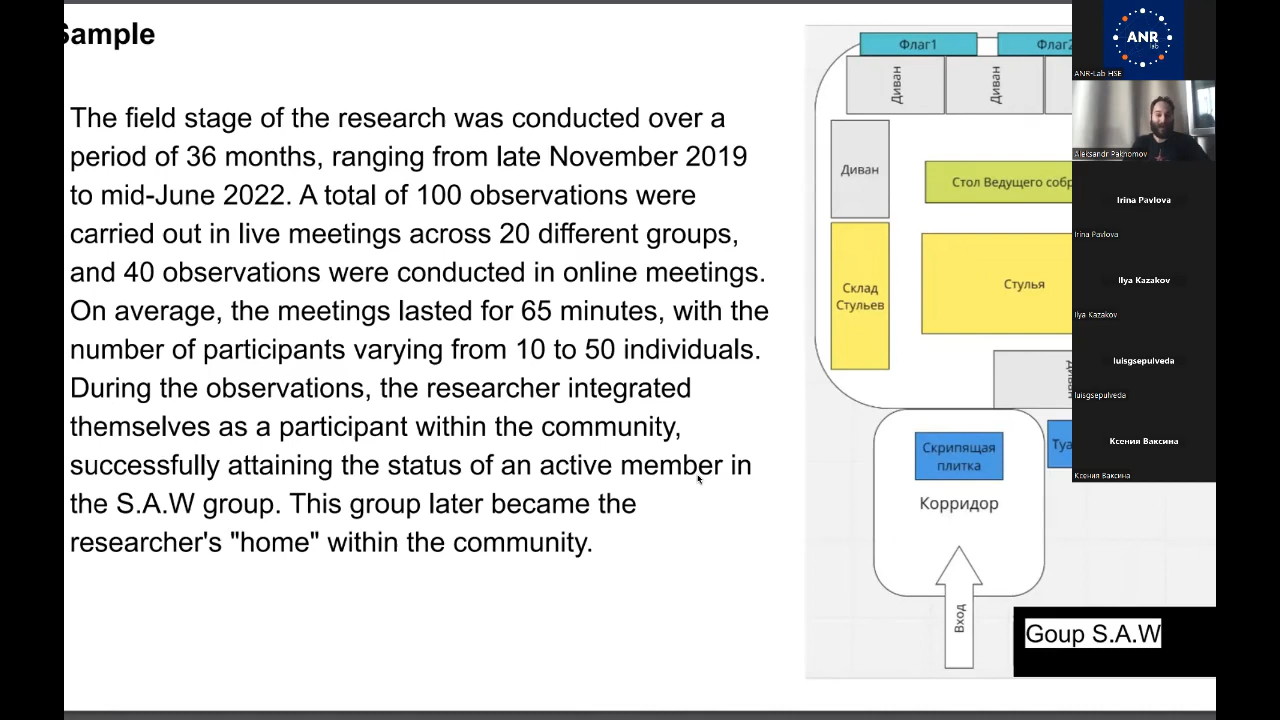 Sample
The field stage of the research was conducted over a
period of 36 months, ranging from late November 2019
to mid-June 2022. A total of 100 observations were
carried out in live meetings across 20 different groups,
and 40 observations were conducted in online meetings.
On average, the meetings lasted for 65 minutes, with the
number of participants varying from 10 to 50 individuals.
During the observations, the researcher integrated
themselves as a participant within the community,
successfully attaining the status of an active member in
the S.A.W group. This group later became the
researcher's "home" within the community.
Флаг1
Флаг2
Диван
Диван
Диван
Стол Ведущего
Склад
Стульев
Стулья
Диван
Скрипящая
плитка
Корридор
Вход
Goup S.A.W
ANR
lab
ANR-Lab HSE
Aleksandr Pakhomov
Irina Pavlova
Irina Pavlova
Ilya Kazakov
Ilya Kazakov
luisgsepulveda
luisgsepulveda
Ксения Ваксина
Ксения Ваксина